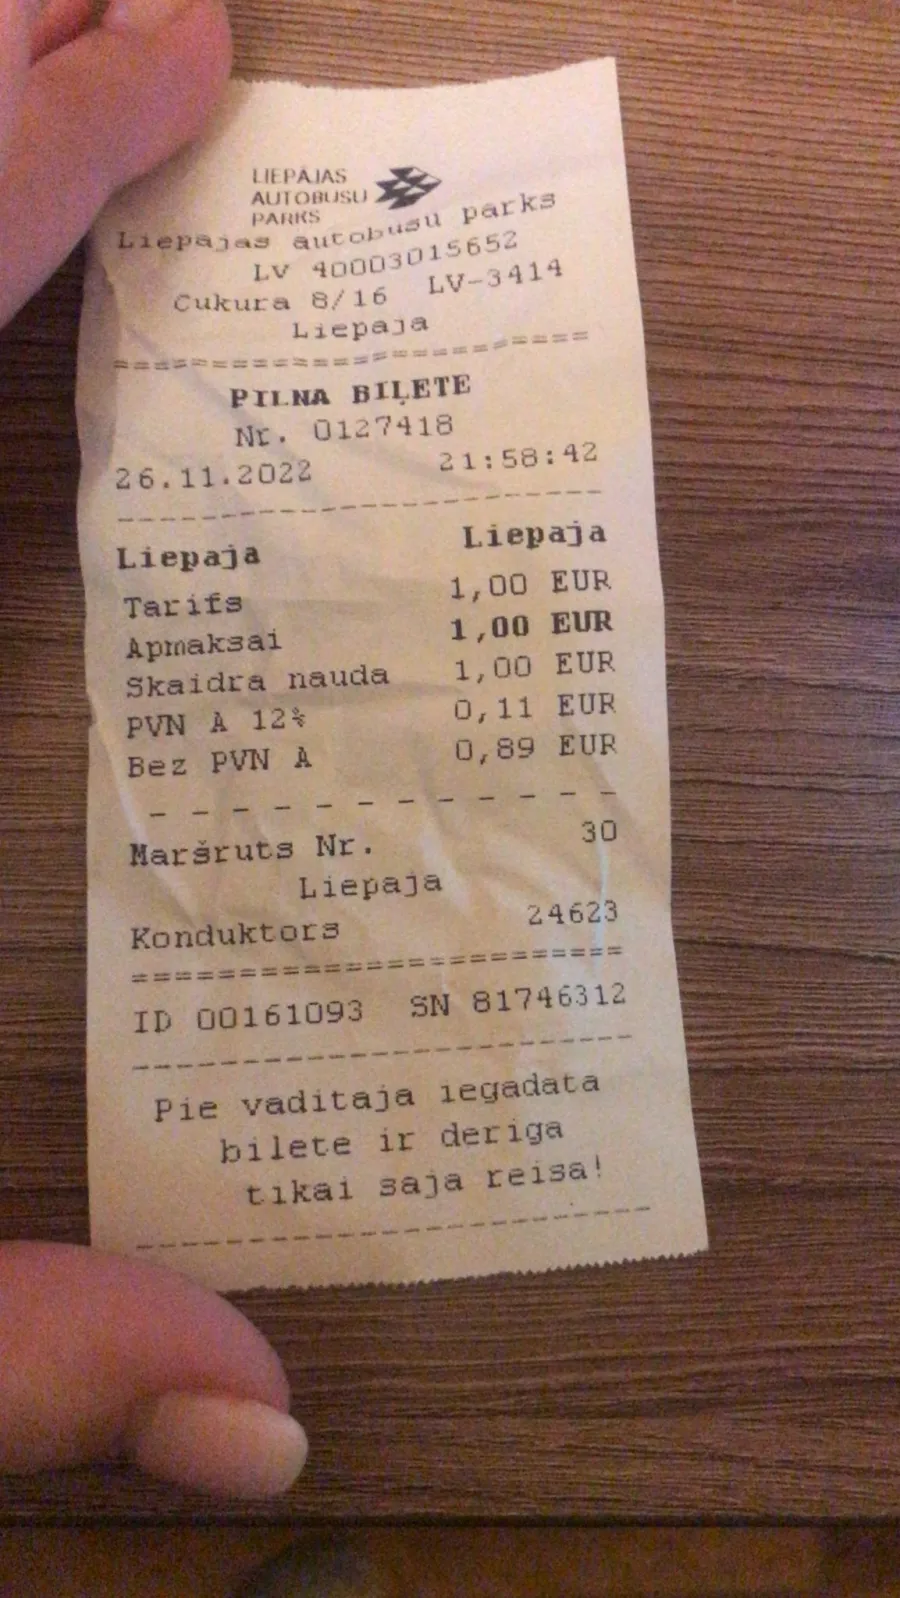 LIEPĀJAS
AUTOBUSU
PARKS
Liepajas autobusu parks
LV 40003015652
Cukura 8/16 LV-3414
Liepaja
========================
PILNA BIĻETE
Nr. 0127418
26.11.2022 21:58:42
Liepaja Liepaja
Tarifs 1,00 EUR
Apmaksai 1,00 EUR
Skaidra nauda 1,00 EUR
PVN A 12% 0,11 EUR
Bez PVN A 0,89 EUR
Maršruts Nr. 30
Liepaja
Konduktors 24623
========================
ID 00161093 SN 81746312
Pie vaditaja iegadata
bilete ir deriga
tikai saja reisa!